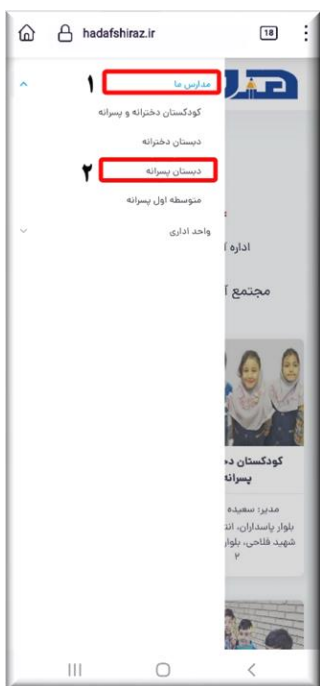 hadafshiraz.ir
18
۱
مدارس ما
کودکستان دخترانه و پسرانه
دبستان دخترانه
۲
دبستان پسرانه
متوسطه اول پسرانه
واحد اداری
اداره
مجتمع
کودکستان
پسرانه
مدیر: سعیده
بلوار پاسداران،
شهید فلاحی، بلوار
۲